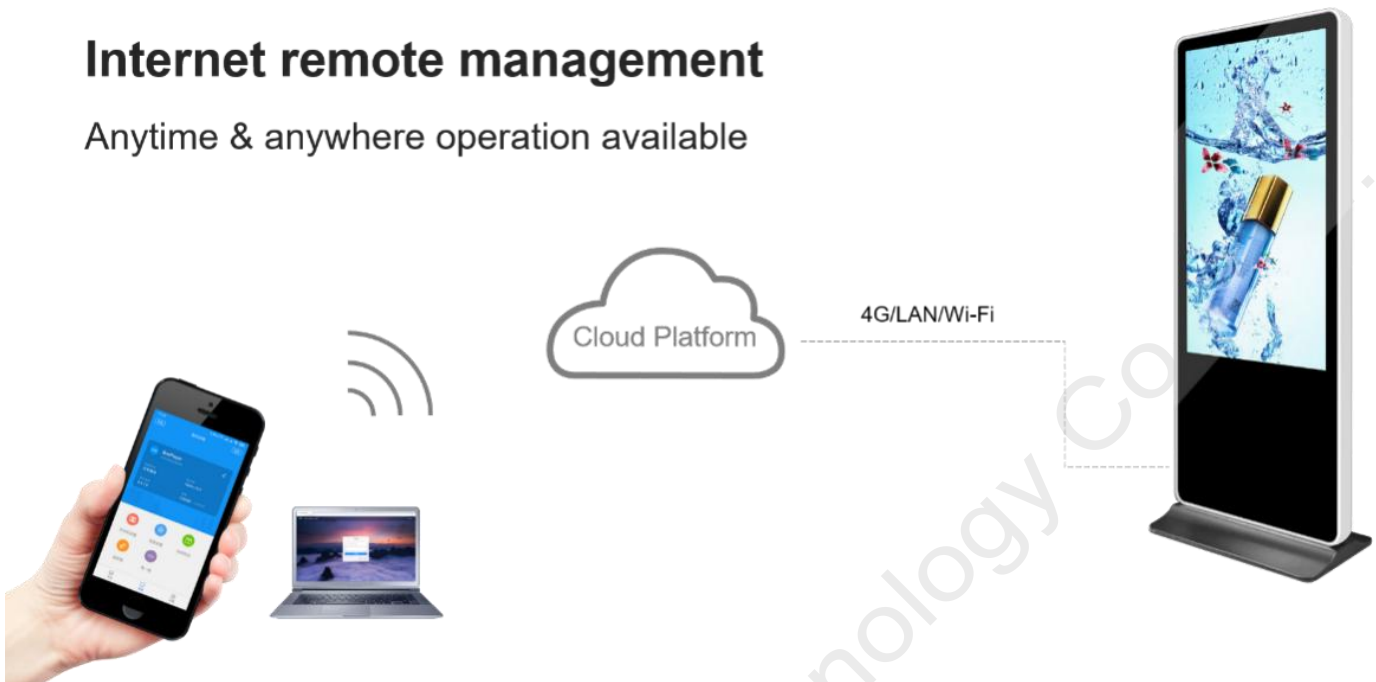 Internet remote management
Anytime & anywhere operation available
4G/LAN/Wi-Fi
Cloud Platform